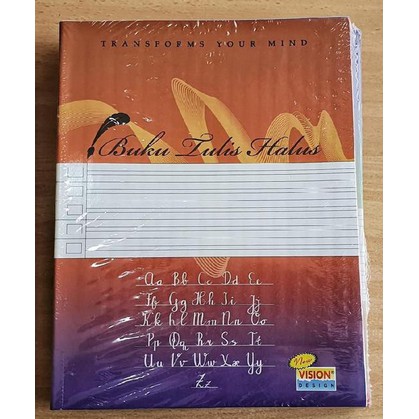 TRANSFORMS YOUR MIND
Buku Tulis Halus
Aa Bb Cc Dd Ee
Ff Gg Hh Ii Jj
Kk Ll Mm Nn Oo
Pp Qq Rr Ss Tt
Uu Vv Ww Xx Yy
Zz
New
VISION®
DESIGN